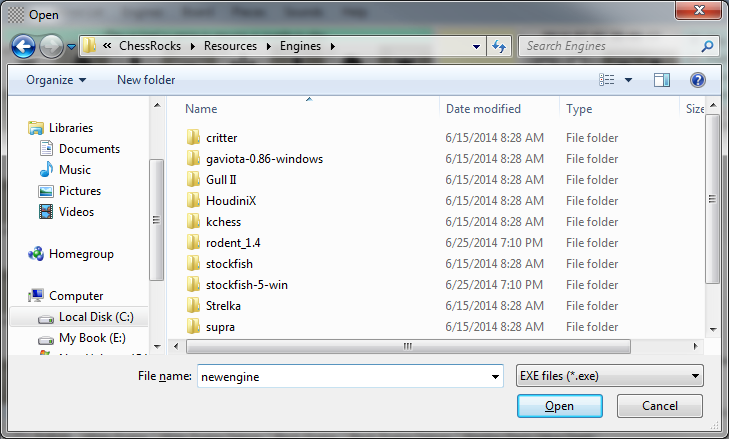 Open
« ChessRocks Resources Engines
Search Engines
Organize New folder
Name Date modified Type Size
Libraries
Documents
Music
Pictures
Videos
Homegroup
Computer
Local Disk (C:)
My Book (E:)
critter 6/15/2014 8:28 AM File folder
gaviota-0.86-windows 6/15/2014 8:28 AM File folder
Gull II 6/15/2014 8:28 AM File folder
HoudiniX 6/15/2014 8:28 AM File folder
kchess 6/15/2014 8:28 AM File folder
rodent_1.4 6/25/2014 7:10 PM File folder
stockfish 6/15/2014 8:28 AM File folder
stockfish-5-win 6/25/2014 7:10 PM File folder
Strelka 6/15/2014 8:28 AM File folder
supra 6/15/2014 8:28 AM File folder
File name: newengine EXE files (*.exe)
Open Cancel